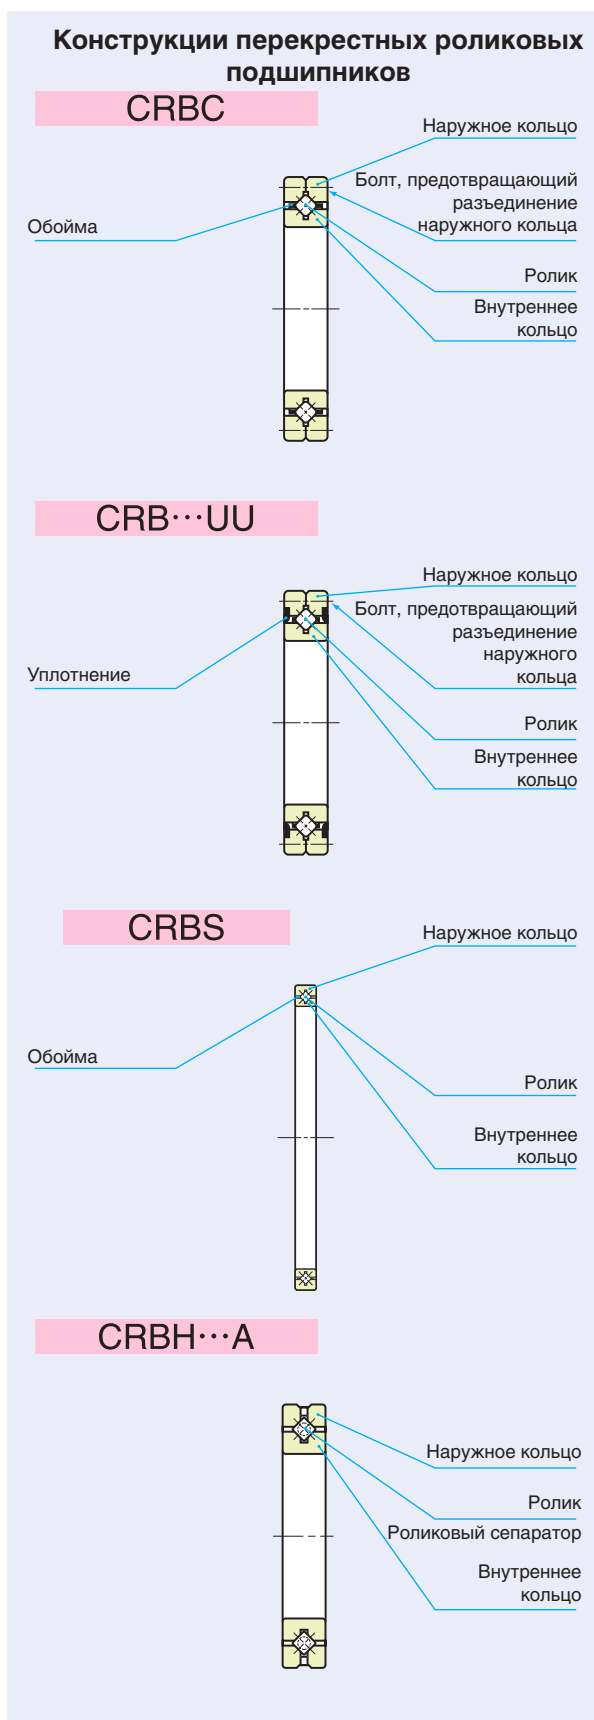 Конструкции перекрестных роликовых
подшипников
CRBC
Наружное кольцо
Болт, предотвращающий
разъединение
наружного кольца
Обойма
Ролик
Внутреннее
кольцо
CRB···UU
Наружное кольцо
Болт, предотвращающий
разъединение
наружного
кольца
Уплотнение
Ролик
Внутреннее
кольцо
CRBS
Наружное кольцо
Обойма
Ролик
Внутреннее
кольцо
CRBH···A
Наружное кольцо
Ролик
Роликовый сепаратор
Внутреннее
кольцо